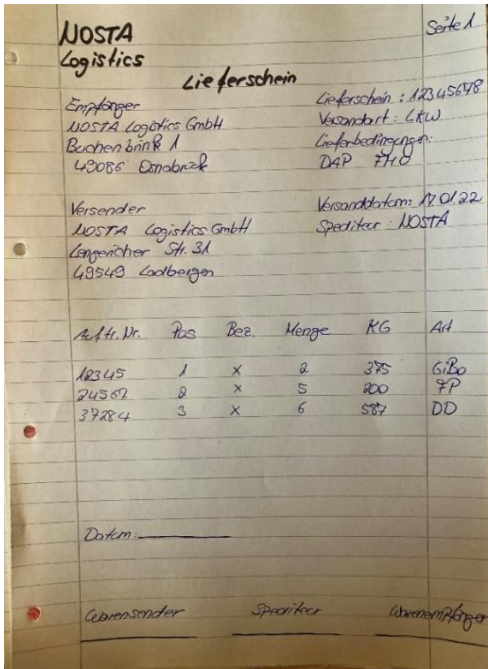 NOSTA Seite 1
Logistics
Lieferschein
Empfänger Lieferschein : 12345678
NOSTA Logistics GmbH Versandart : LKW
Buchenbrink 1 Lieferbedingungen:
49086 Osnabrück DAP
Versender Versanddatum: 17.01.22
NOSTA Logistics GmbH Spediteur : NOSTA
Lengericher Str. 31
49549 Ladbergen
Auftr. Nr. Pos Bez. Menge KG Art
12345 1 X 2 375 GiBo
24567 2 X 5 200 FP
37284 3 X 6 587 DD
Datum:
Warensender Spediteur Warenempfänger